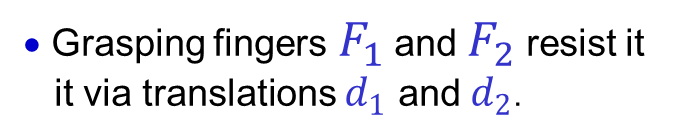 • Grasping fingers F₁ and F₂ resist it
it via translations d₁ and d₂.